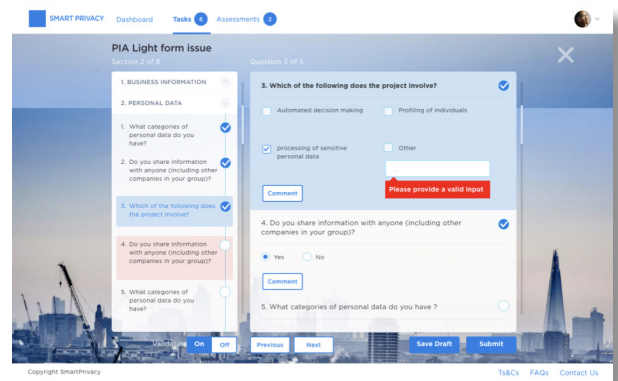 SMART PRIVACY
Dashboard
Tasks 8
Assessments 2
PIA Light form issue
Section 2 of 8
Question 3 of 5
1. BUSINESS INFORMATION
2. PERSONAL DATA
1. What categories of
personal data do you
have?
2. Do you share information
with anyone (including other
companies in your group)?
3. Which of the following does
the project involve?
4. Do you share information
with anyone (including other
companies in your group)?
5. What categories of
personal data do you
have?
3. Which of the following does the project involve?
Automated decision making
Profiling of individuals
processing of sensitive
personal data
Other
...
Please provide a valid input
Comment
4. Do you share information with anyone (including other
companies in your group)?
Yes
No
Comment
5. What categories of personal data do you have ?
Validating
On
Off
Previous
Next
Save Draft
Submit
Copyright SmartPrivacy
Ts&Cs
FAQs
Contact Us